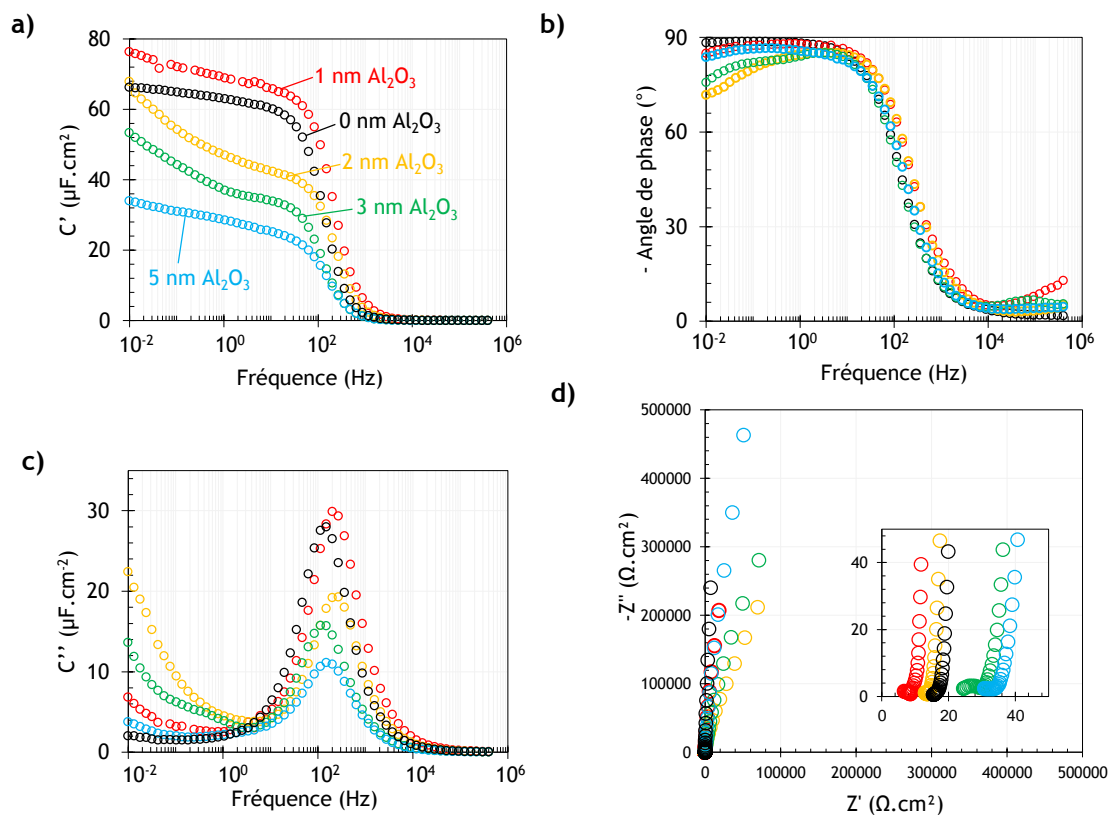 a)
80
60
40
20
0
C' (µF.cm²)
1 nm Al₂O₃
0 nm Al₂O₃
2 nm Al₂O₃
3 nm Al₂O₃
5 nm Al₂O₃
10⁻² 10⁰ 10² 10⁴ 10⁶
Fréquence (Hz)
b)
90
60
30
0
- Angle de phase (°)
10⁻² 10⁰ 10² 10⁴ 10⁶
Fréquence (Hz)
c)
30
20
10
0
C'' (µF.cm⁻²)
10⁻² 10⁰ 10² 10⁴ 10⁶
Fréquence (Hz)
d)
500000
400000
300000
200000
100000
0
-Z'' (Ω.cm²)
40
20
0
0 20 40
0 100000 200000 300000 400000 500000
Z' (Ω.cm²)